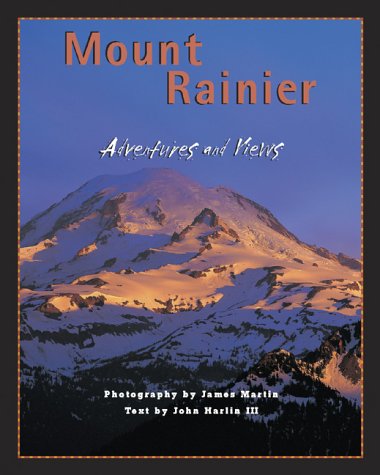 Mount
Rainier
Adventures and Views
Photography by James Martin
Text by John Harlin III